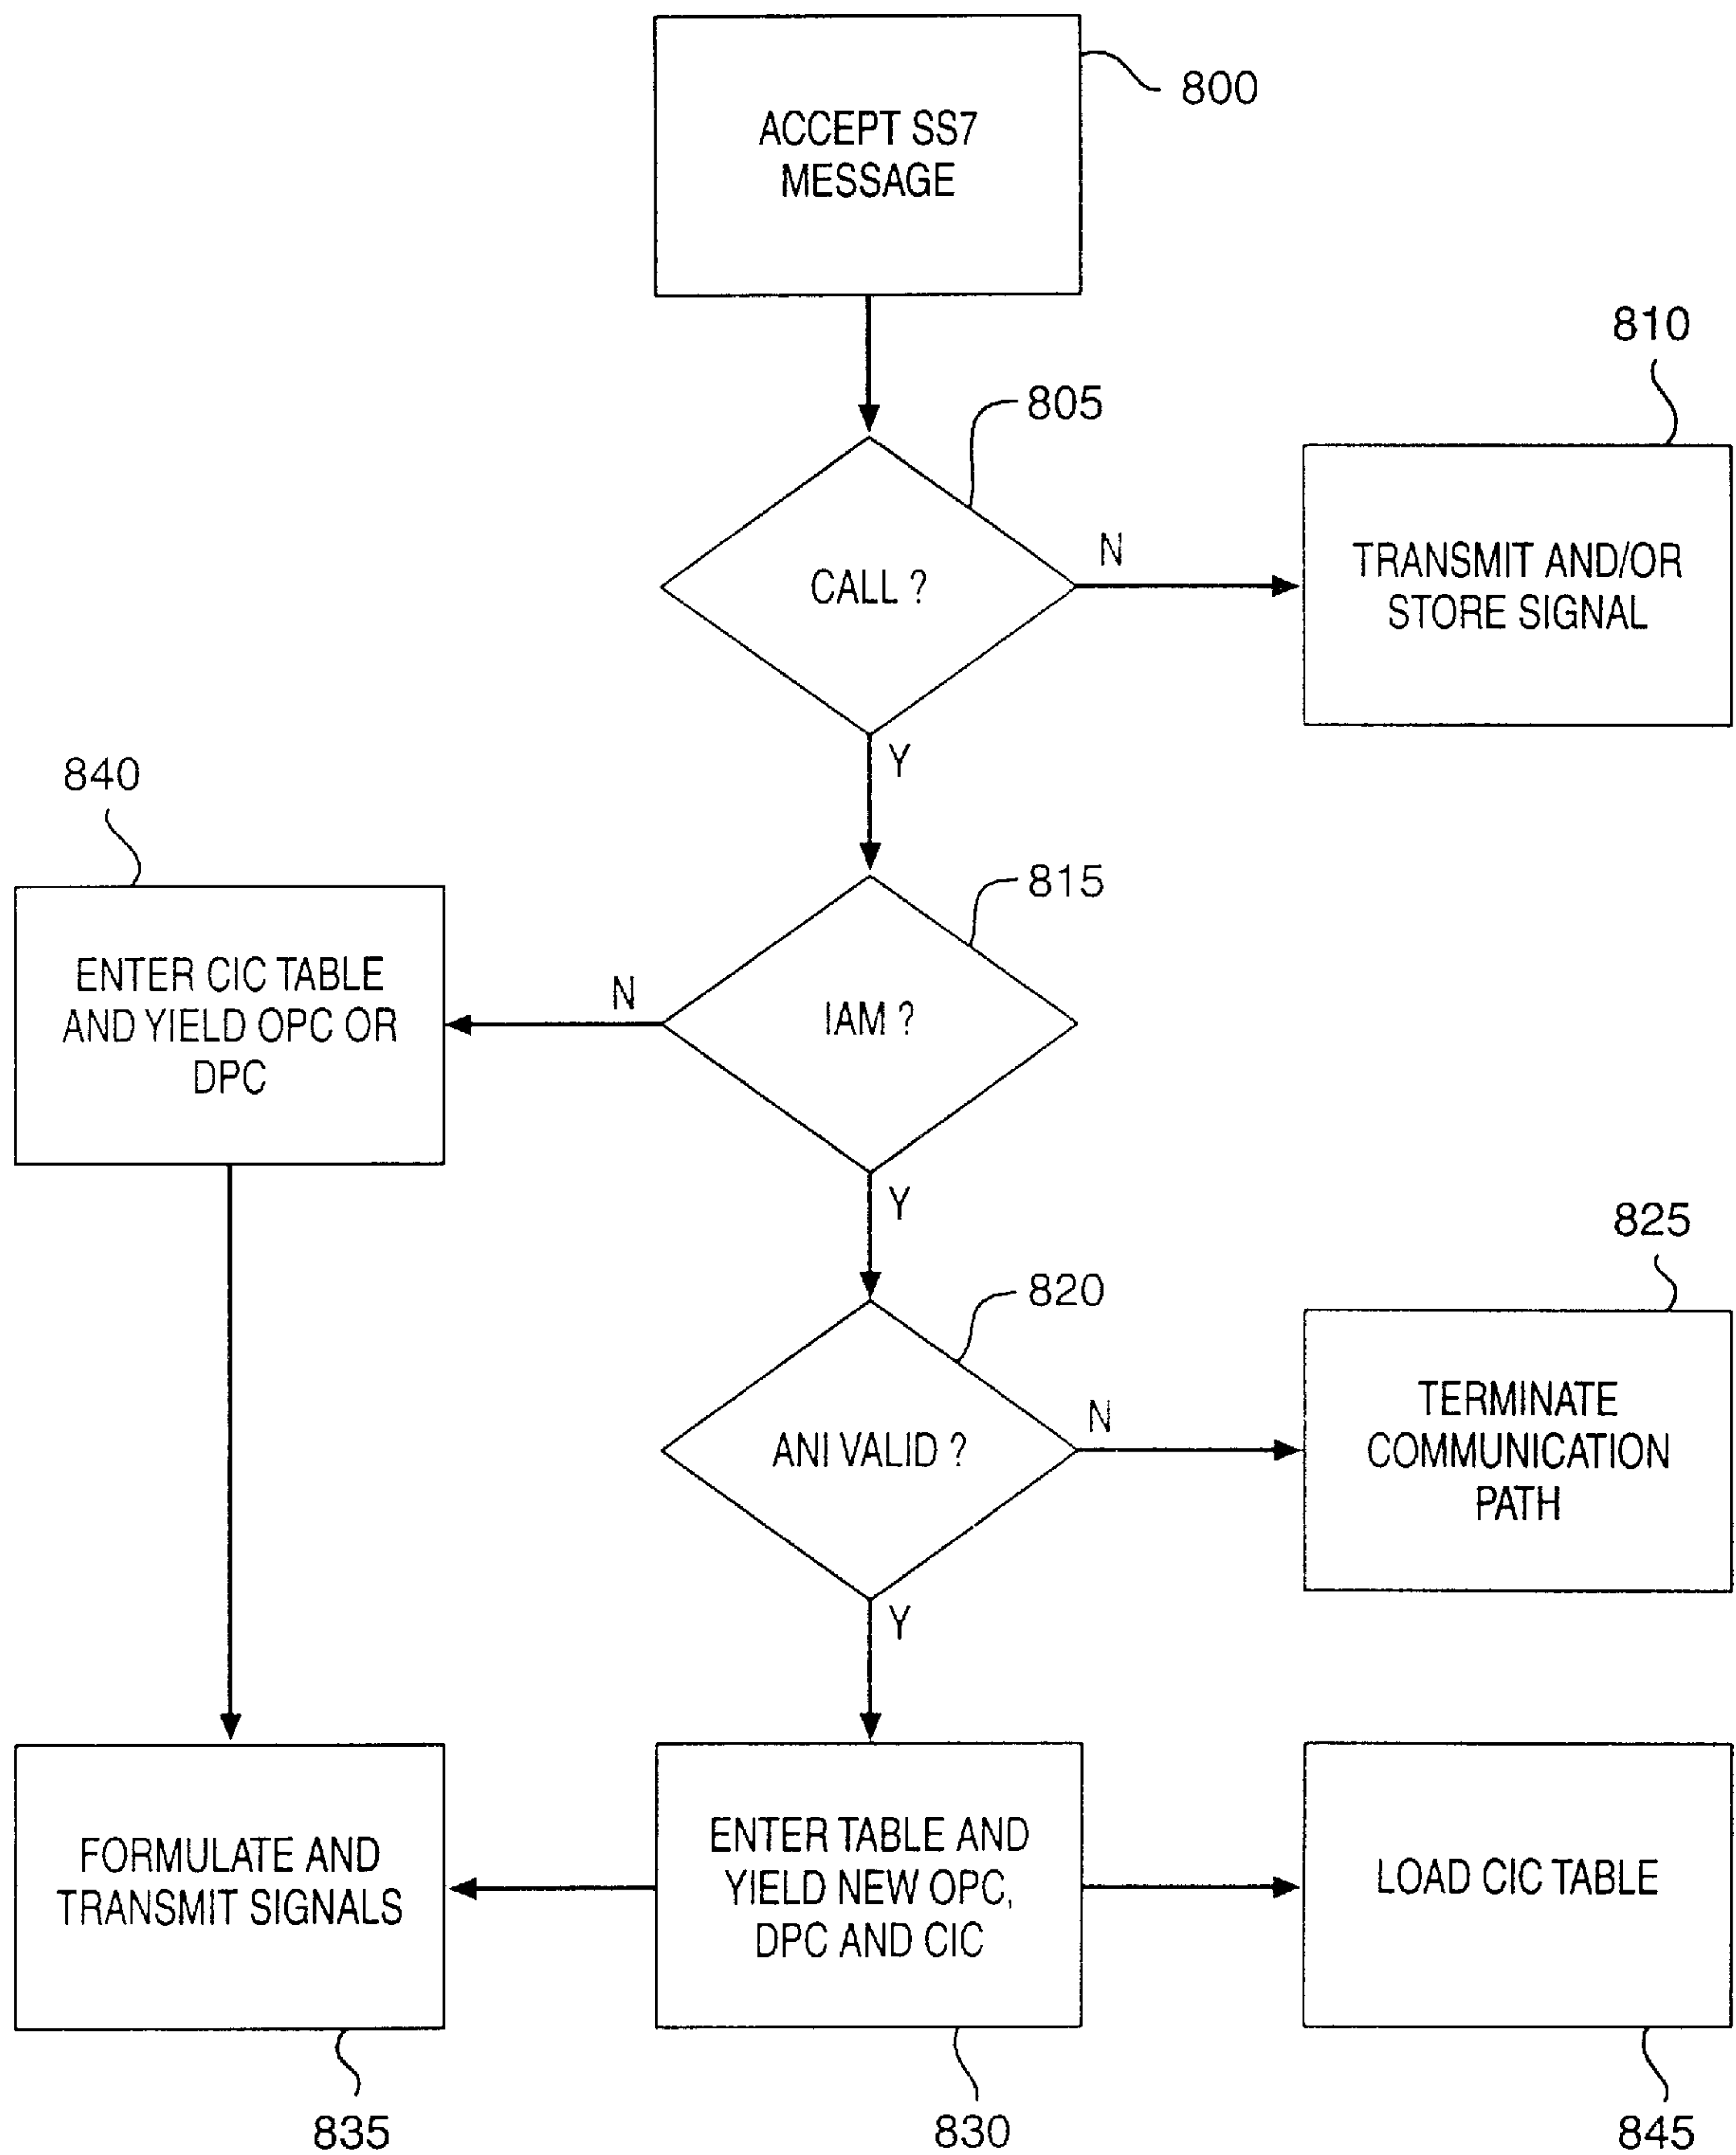 800
ACCEPT SS7
MESSAGE
810
805
CALL ?
N
TRANSMIT AND/OR
STORE SIGNAL
Y
840
815
ENTER CIC TABLE
AND YIELD OPC OR
DPC
N
IAM ?
Y
825
820
ANI VALID ?
N
TERMINATE
COMMUNICATION
PATH
Y
FORMULATE AND
TRANSMIT SIGNALS
ENTER TABLE AND
YIELD NEW OPC,
DPC AND CIC
LOAD CIC TABLE
835
830
845